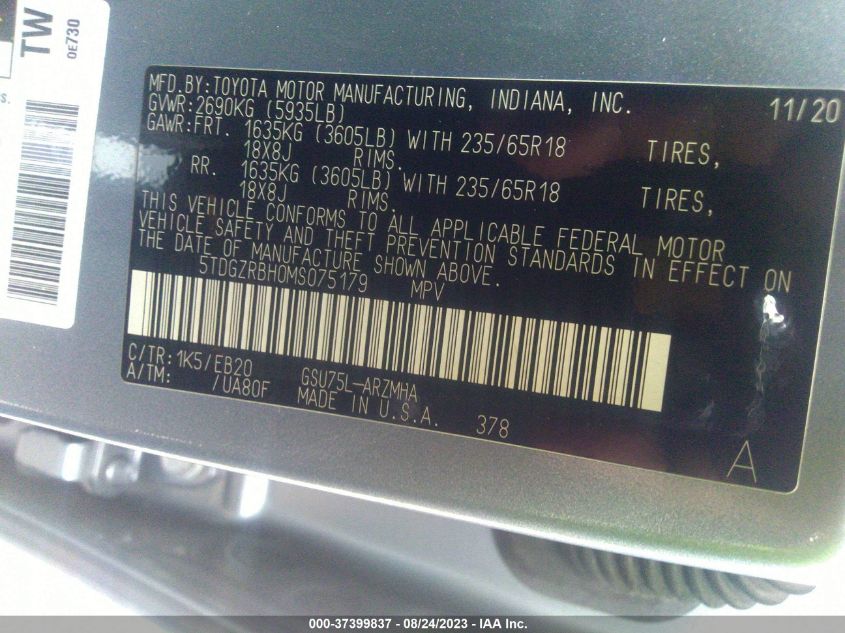 TW
0E730
s.
MFD.BY:TOYOTA MOTOR MANUFACTURING, INDIANA, INC. 11/20
GVWR:2690KG (5935LB)
GAWR:FRT. 1635KG (3605LB) WITH 235/65R18 TIRES,
18X8J RIMS.
RR. 1635KG (3605LB) WITH 235/65R18 TIRES,
18X8J RIMS.
THIS VEHICLE CONFORMS TO ALL APPLICABLE FEDERAL MOTOR
VEHICLE SAFETY AND THEFT PREVENTION STANDARDS IN EFFECT ON
THE DATE OF MANUFACTURE SHOWN ABOVE.
5TDGZRBH0MS075179 MPV
C/TR:1K5/EB20 GSU75L-ARZMHA
A/TM: /UA80F MADE IN U.S.A. 378
A
000-37399837 - 08/24/2023 - IAA Inc.